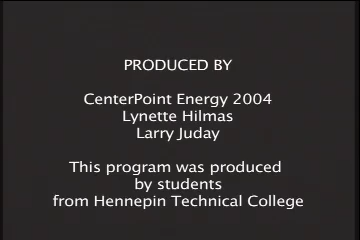 PRODUCED BY
CenterPoint Energy 2004
Lynette Hilmas
Larry Juday
This program was produced
by students
from Hennepin Technical College